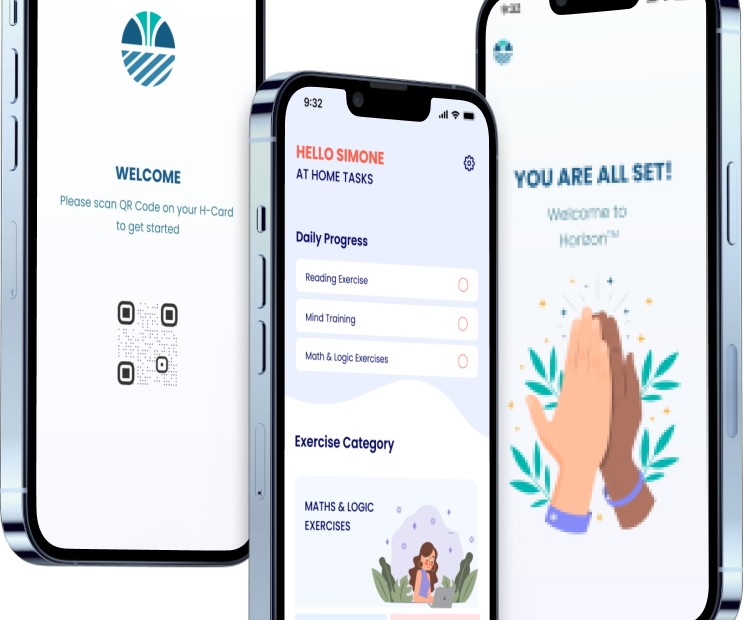 WELCOME
Please scan QR Code on your H-Card
to get started
9:32
HELLO SIMONE
AT HOME TASKS
Daily Progress
Reading Exercise
Mind Training
Math & Logic Exercises
Exercise Category
MATHS & LOGIC
EXERCISES
YOU ARE ALL SET!
Welcome to
Horizon™